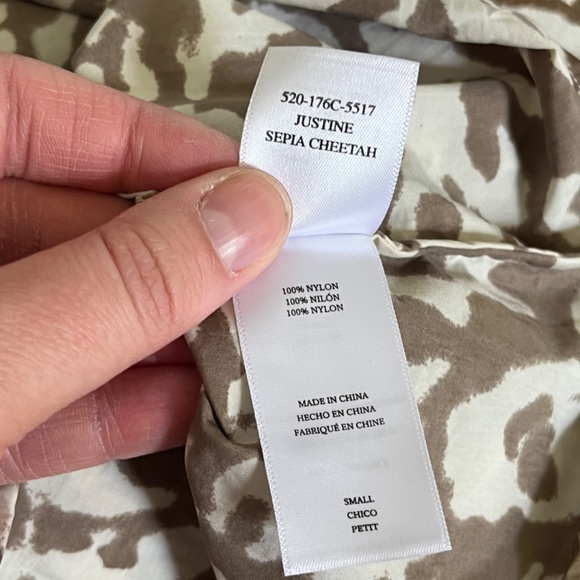 520-176C-5517
JUSTINE
SEPIA CHEETAH
100% NYLON
100% NILÓN
100% NYLON
MADE IN CHINA
HECHO EN CHINA
FABRIQUÉ EN CHINE
SMALL
CHICO
PETIT